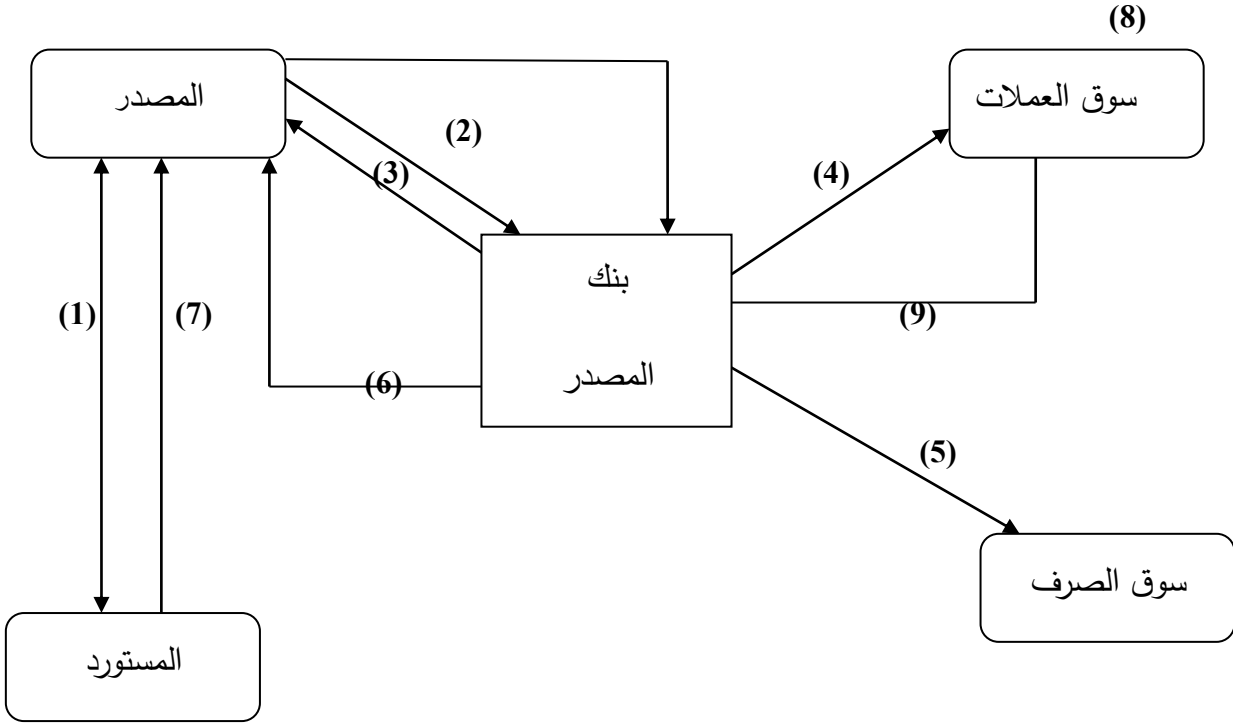 (8)
المصدر
سوق العملات
(2)
(3)
(4)
بنك
المصدر
(1)
(7)
(9)
(6)
(5)
سوق الصرف
المستورد